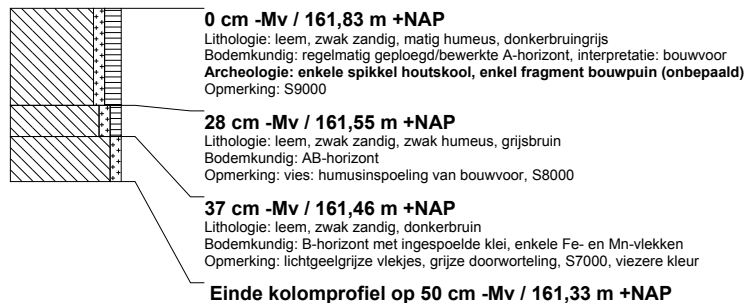 0 cm -Mv / 161,83 m +NAP
Lithologie: leem, zwak zandig, matig humeus, donkerbruingrijs
Bodemkundig: regelmatig geploegd/bewerkte A-horizont, interpretatie: bouwvoor
Archeologie: enkele spikkel houtskool, enkel fragment bouwpuin (onbepaald)
Opmerking: S9000
28 cm -Mv / 161,55 m +NAP
Lithologie: leem, zwak zandig, zwak humeus, grijsbruin
Bodemkundig: AB-horizont
Opmerking: vies: humusinspoeling van bouwvoor, S8000
37 cm -Mv / 161,46 m +NAP
Lithologie: leem, zwak zandig, donkerbruin
Bodemkundig: B-horizont met ingespoelde klei, enkele Fe- en Mn-vlekken
Opmerking: lichtgeelgrijze vlekjes, grijze doorworteling, S7000, viezere kleur
Einde kolomprofiel op 50 cm -Mv / 161,33 m +NAP